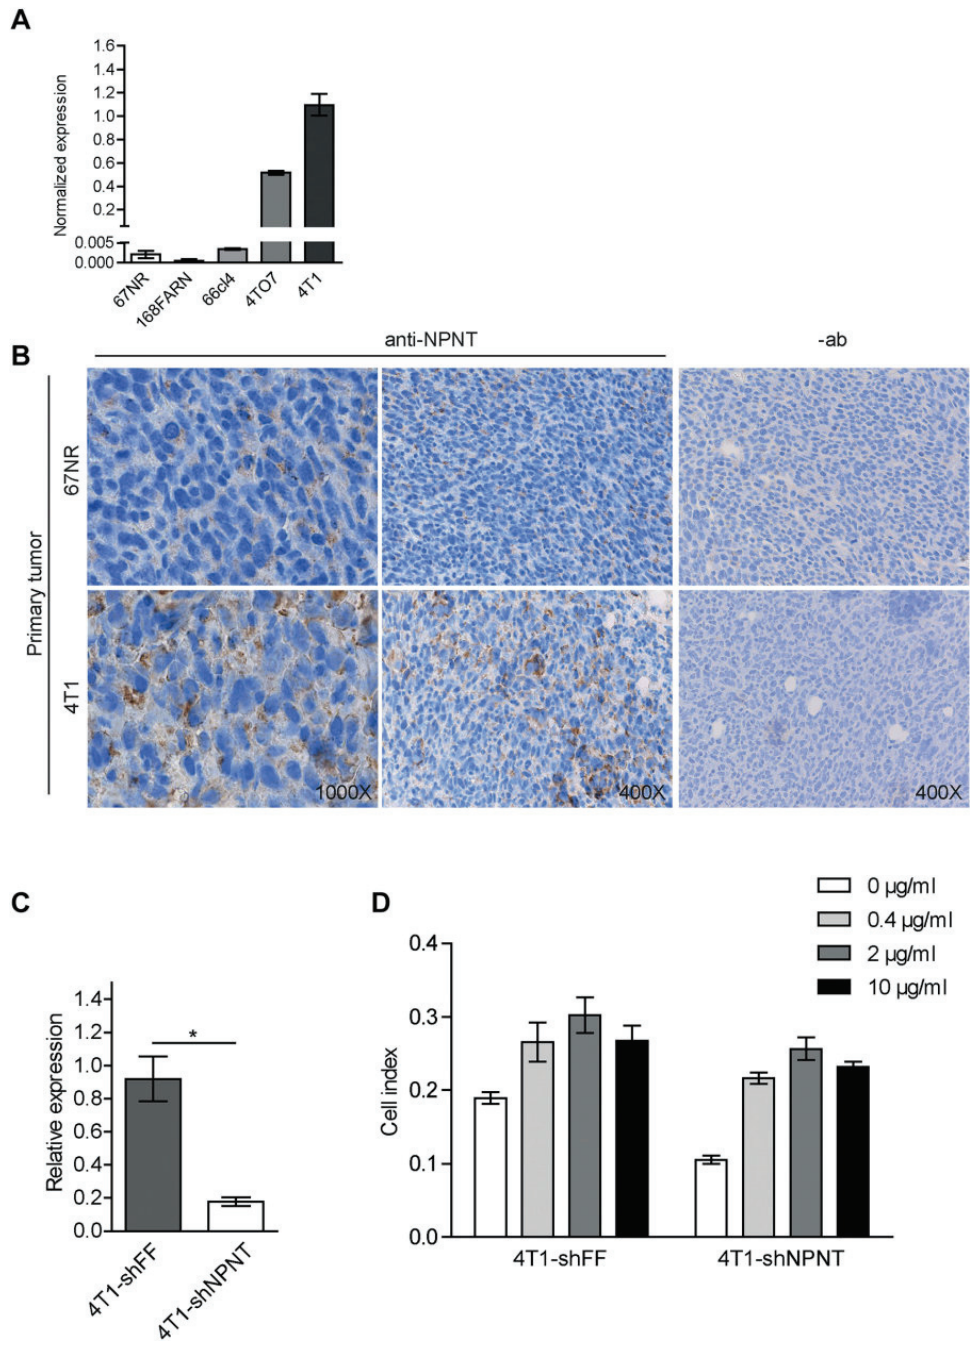 A
Normalized expression
1.6
1.4
1.2
1.0
0.8
0.6
0.4
0.2
0.005
0.000
67NR
168FARN
66cl4
4TO7
4T1
B
anti-NPNT
-ab
Primary tumor
67NR
4T1
1000X
400X
400X
C
Relative expression
1.4
1.2
1.0
0.8
0.6
0.4
0.2
0.0
*
4T1-shFF
4T1-shNPNT
D
0 µg/ml
0.4 µg/ml
2 µg/ml
10 µg/ml
Cell index
0.4
0.3
0.2
0.1
0.0
4T1-shFF
4T1-shNPNT